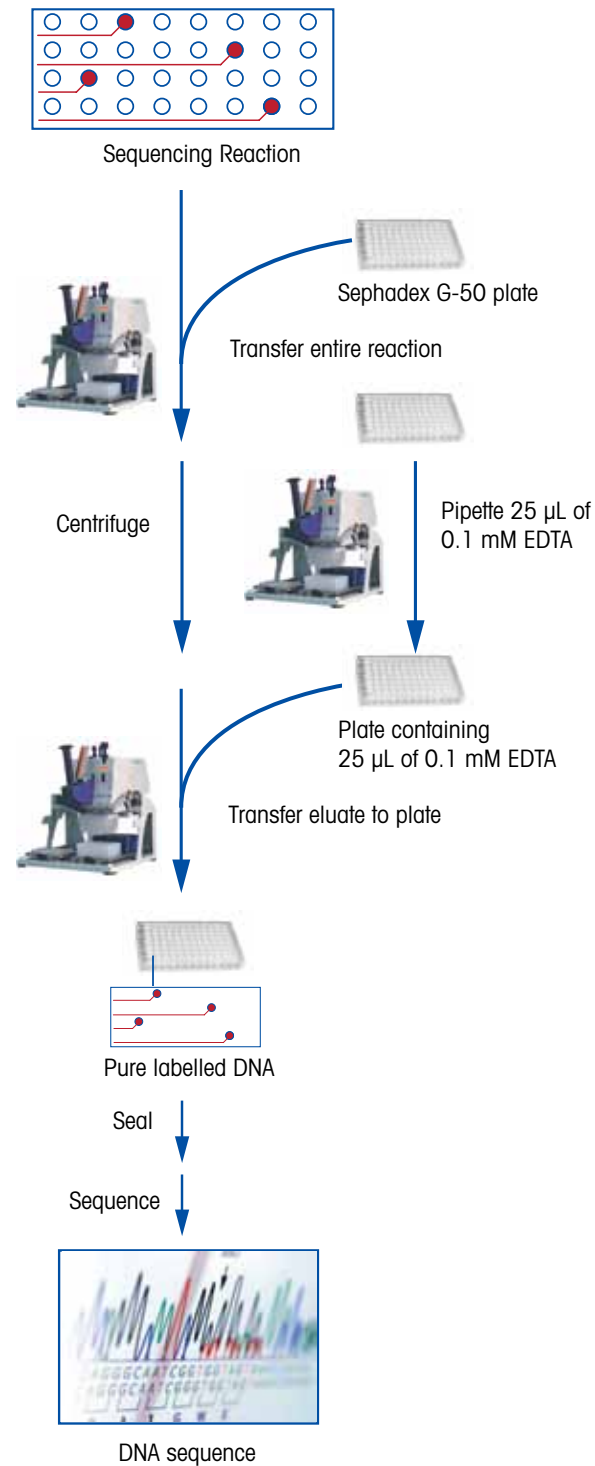 Sequencing Reaction
Sephadex G-50 plate
Transfer entire reaction
Centrifuge
Pipette 25 µL of
0.1 mM EDTA
Plate containing
25 µL of 0.1 mM EDTA
Transfer eluate to plate
Pure labelled DNA
Seal
Sequence
DNA sequence